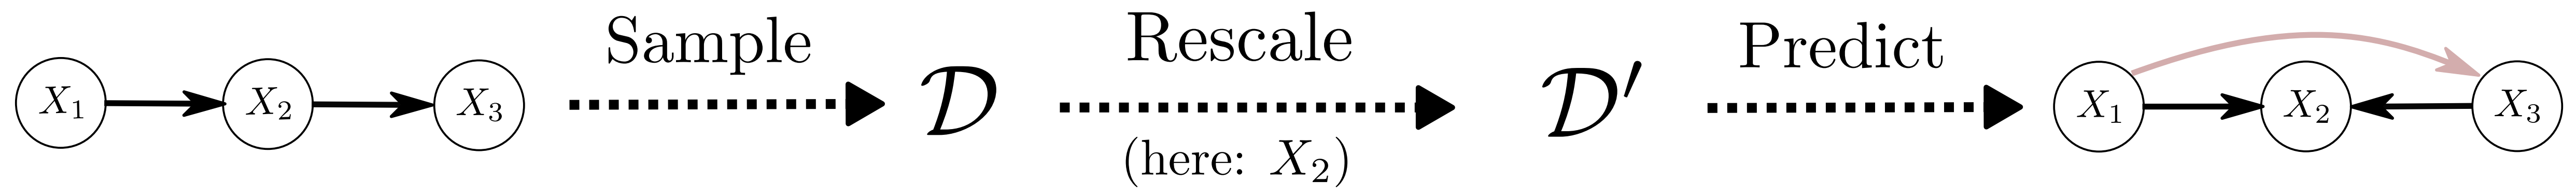 X₁ X₂ X₃
Sample
𝒟
Rescale
(here: X₂)
𝒟′
Predict
X₁ X₂ X₃